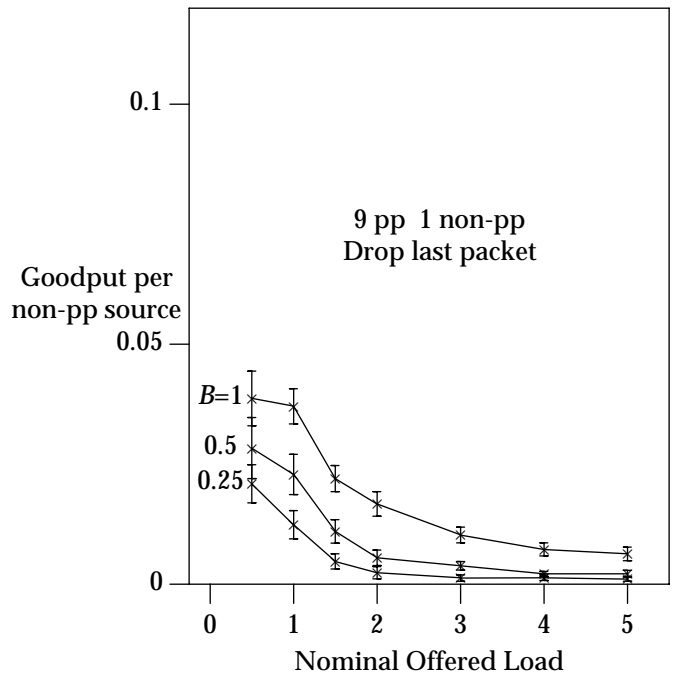 0.1
9 pp 1 non-pp
Drop last packet
Goodput per
non-pp source
0.05
B=1
0.5
0.25
0
0 1 2 3 4 5
Nominal Offered Load